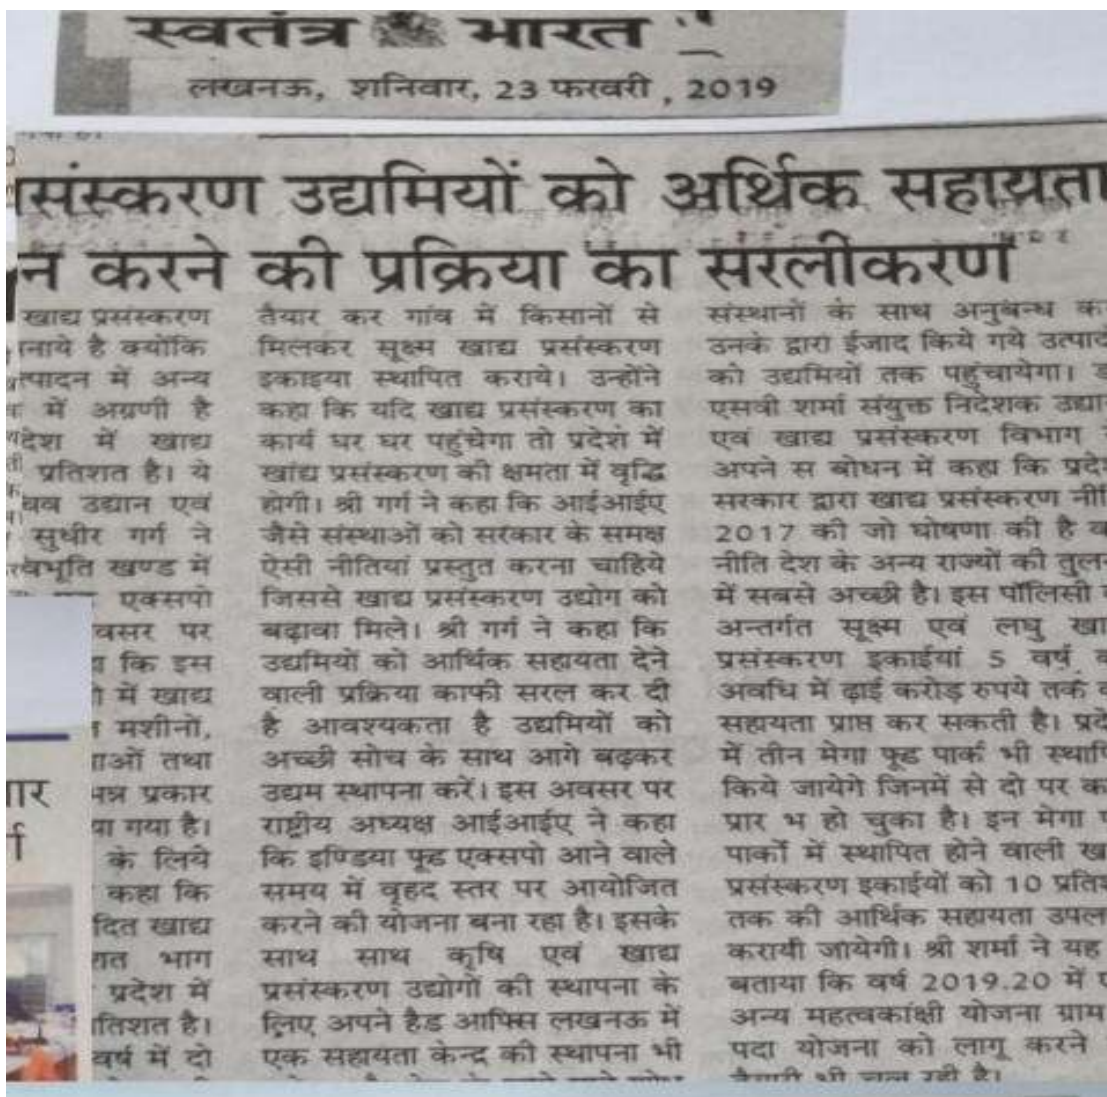 स्वतंत्र भारत
लखनऊ, शनिवार, 23 फरवरी, 2019
संस्करण उद्यमियों को अर्थिक सहायता
न करने की प्रक्रिया का सरलीकरण
खाद्य प्रसंस्करण
नाये है क्योंकि
त्पादन में अन्य
में अग्रणी है
देश में खाद्य
प्रतिशत है। ये
चव उद्यान एवं
सुधीर गर्ग ने
वभूति खण्ड में
एक्सपो
वसर पर
कि इस
में खाद्य
मशीनों,
ाओं तथा
न्न प्रकार
या गया है।
के लिये
कहा कि
दित खाद्य
शत भाग
प्रदेश में
तिशत है।
वर्ष में दो
तैयार कर गांव में किसानों से
मिलकर सूक्ष्म खाद्य प्रसंस्करण
इकाइया स्थापित कराये। उन्होंने
कहा कि यदि खाद्य प्रसंस्करण का
कार्य घर घर पहुंचेगा तो प्रदेश में
खांद्य प्रसंस्करण की क्षमता में वृद्धि
होगी। श्री गर्ग ने कहा कि आईआईए
जैसे संस्थाओं को सरकार के समक्ष
ऐसी नीतियां प्रस्तुत करना चाहिये
जिससे खाद्य प्रसंस्करण उद्योग को
बढ़ावा मिले। श्री गर्ग ने कहा कि
उद्यमियों को आर्थिक सहायता देने
वाली प्रक्रिया काफी सरल कर दी
है आवश्यकता है उद्यमियों को
अच्छी सोच के साथ आगे बढ़कर
उद्यम स्थापना करें। इस अवसर पर
राष्ट्रीय अध्यक्ष आईआईए ने कहा
कि इण्डिया फूड एक्सपो आने वाले
समय में वृहद स्तर पर आयोजित
करने की योजना बना रहा है। इसके
साथ साथ कृषि एवं खाद्य
प्रसंस्करण उद्योगों की स्थापना के
लिए अपने हैड आफिस लखनऊ में
एक सहायता केन्द्र की स्थापना भी
संस्थानों के साथ अनुबन्ध क
उनके द्वारा ईजाद किये गये उत्पाद
को उद्यमियों तक पहुंचायेगा। ड
एसवी शर्मा संयुक्त निदेशक उद्या
एवं खाद्य प्रसंस्करण विभाग
अपने स बोधन में कहा कि प्रदे
सरकार द्वारा खाद्य प्रसंस्करण नी
2017 की जो घोषणा की है व
नीति देश के अन्य राज्यों की तुल
में सबसे अच्छी है। इस पॉलिसी
अन्तर्गत सूक्ष्म एवं लघु खा
प्रसंस्करण इकाईयां 5 वर्ष व
अवधि में ढ़ाई करोड़ रुपये तक व
सहायता प्राप्त कर सकती है। प्रदे
में तीन मेगा फूड पार्क भी स्थापि
किये जायेगे जिनमें से दो पर क
प्रार भ हो चुका है। इन मेगा
पार्कों में स्थापित होने वाली ख
प्रसंस्करण इकाईयों को 10 प्रतिश
तक की आर्थिक सहायता उपल
करायी जायेगी। श्री शर्मा ने यह
बताया कि वर्ष 2019.20 में ए
अन्य महत्वकांक्षी योजना ग्राम
पदा योजना को लागू करने
तैयारी भी चल रही है।
ार